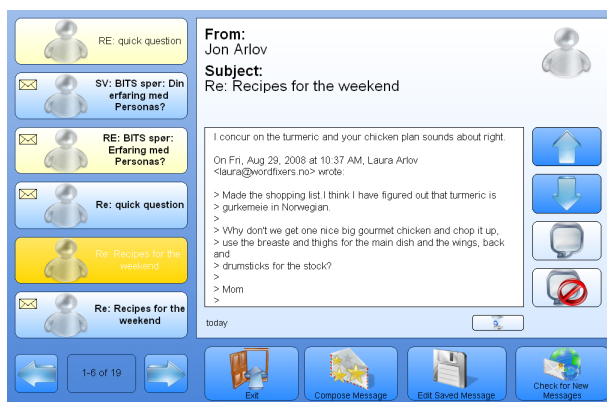 RE: quick question
SV: BITS spør: Din
erfaring med
Personas?
RE: BITS spør:
Erfaring med
Personas?
Re: quick question
Re: Recipes for the
weekend
Re: Recipes for the
weekend
1-6 of 19
From:
Jon Arlov
Subject:
Re: Recipes for the weekend
I concur on the turmeric and your chicken plan sounds about right.
On Fri, Aug 29, 2008 at 10:37 AM, Laura Arlov
<laura@wordfixers.no> wrote:
> Made the shopping list.I think I have figured out that turmeric is
> gurkemeie in Norwegian.
>
> Why don't we get one nice big gourmet chicken and chop it up,
> use the breaste and thighs for the main dish and the wings, back
and
> drumsticks for the stock?
>
> Mom
>
today
9
Exit
Compose Message
Edit Saved Message
Check for New
Messages